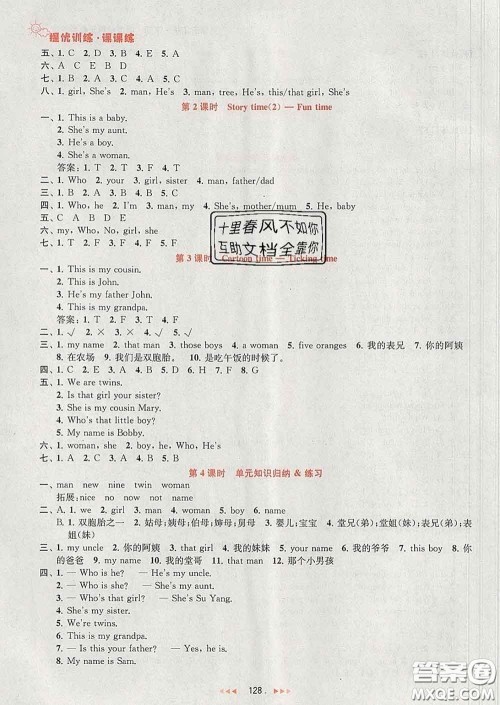 提优训练·课课练
五、1. C  2. D  3. B  4. E  5. A
六、A  C  E  B  D
七、1. B  2. A  3. B  4. C
八、1. girl, She's  2. man, He's  3. man, tree  4. this/that girl, this/She's
第 2 课时  Story time(2) — Fun time
一、1. This is a baby.
2. She's my aunt.
3. He's a boy.
4. She's a woman.
答案：1. T  2. T  3. F  4. T
二、1. Who, he  2. your  3. girl, sister  4. man, father/dad
三、1. Who  2. girl  3. man, He's  4. She's, mother/mum  5. boy, He's
四、1. B  2. A  3. C  4. B
五、C  A  B  D  E
六、my, Who, No, girl, she
第 3 课时  Cartoon time — Ticking time
一、1. This is my cousin.
2. This is John.
3. He's my father John.
4. This is my grandpa.
答案：1. T  2. F  3. F  4. T
二、1. √  2. ×  3. ×  4. √  5. √
三、1. my name  2. that man  3. those boys  4. a woman  5. five oranges  6. 我的表兄  7. 你的阿姨
8. 在农场  9. 我们是双胞胎。  10. 是吃午饭的时候了。
四、1. C  2. E  3. A  4. D  5. B  6. F  7. H  8. G
五、1. We are twins.
2. Is that girl your sister?
3. She's my cousin Mary.
4. Who's that little boy?
5. My name is Bobby.
六、1. woman, she  2. boy, He  3. girl, She's  4. man, He's
七、1. B  2. C  3. A  4. E  5. D
第 4 课时  单元知识归纳 & 练习
一、man  new  nine  twin  woman
拓展：nice  no  now  not  name
二、A. 1. we  2. girl  3. man  4. a woman
B. 1. 双胞胎之一  2. 姑母；姨母；伯母；婶母；舅母  3. 婴儿；宝宝  4. 堂兄(弟)；堂姐(妹)；表兄(弟)；表
姐(妹)
三、1. my uncle  2. 你的阿姨  3. that girl  4. 我的妹妹  5. your name  6. 我的爷爷  7. this boy  8. 你
的爸爸  9. my name  10. 我的堂哥  11. that man  12. 那个小男孩
四、1. — Who is he?  — He's my uncle.
2. — Who is she?  — She's my aunt.
3. — Who's that girl?  — She's Su Yang.
4. She's my sister.
5. We're twins.
6. This is my grandpa.
7. — Is this your father?  — Yes, he is.
8. My name is Sam.
128
十里春风不如你
互助文档全靠你
答案圈
MXQE.COM